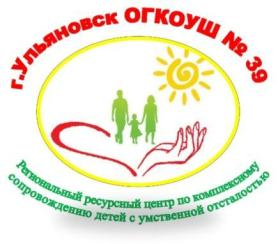 г.Ульяновск ОГКОУШ № 39
Региональный ресурсный центр по комплексному
сопровождению детей с умственной отсталостью